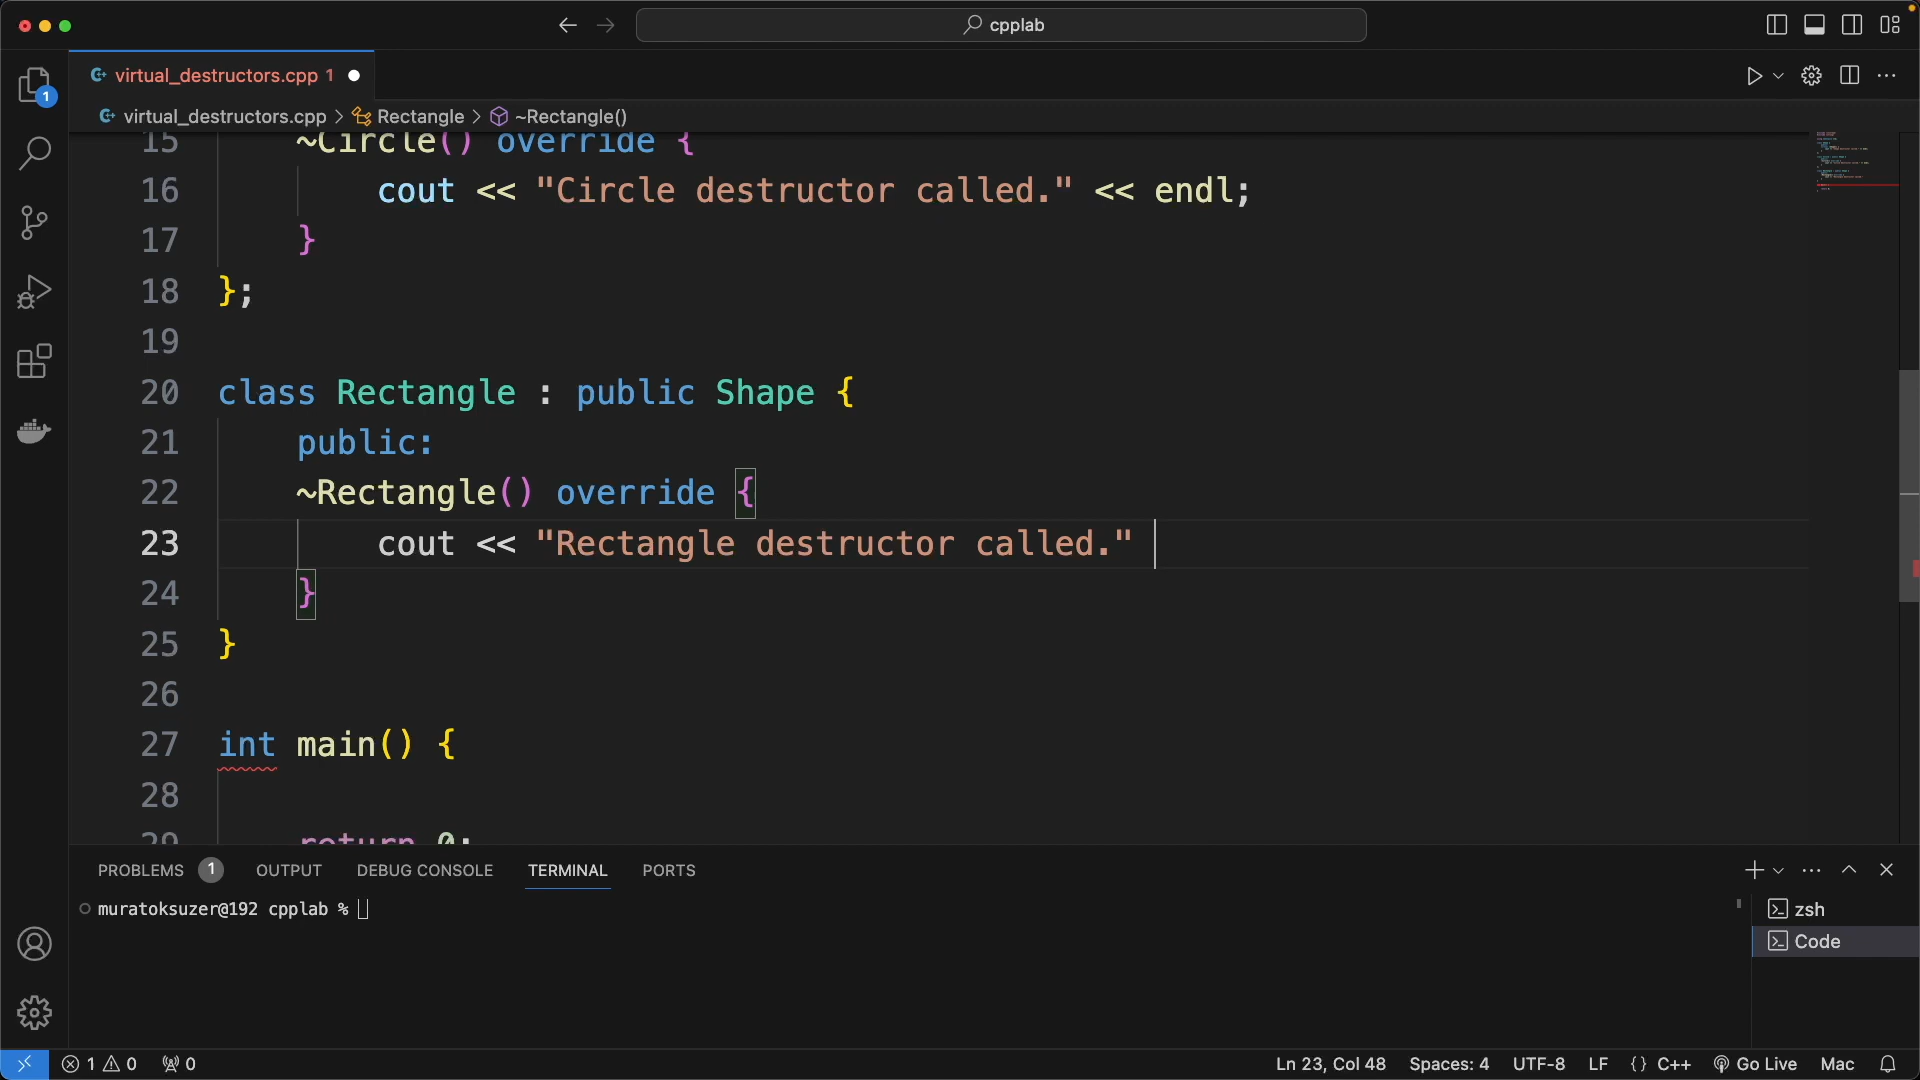 cpplab
virtual_destructors.cpp 1
virtual_destructors.cpp > Rectangle > ~Rectangle()
1
15 ~Circle() override {
16 cout << "Circle destructor called." << endl;
17 }
18 };
19
20 class Rectangle : public Shape {
21 public:
22 ~Rectangle() override {
23 cout << "Rectangle destructor called."
24 }
25 }
26
27 int main() {
28
29 return 0;
PROBLEMS 1 OUTPUT DEBUG CONSOLE TERMINAL PORTS
muratoksuzer@192 cpplab %
zsh
Code
1 0 0 Ln 23, Col 48 Spaces: 4 UTF-8 LF {} C++ Go Live Mac